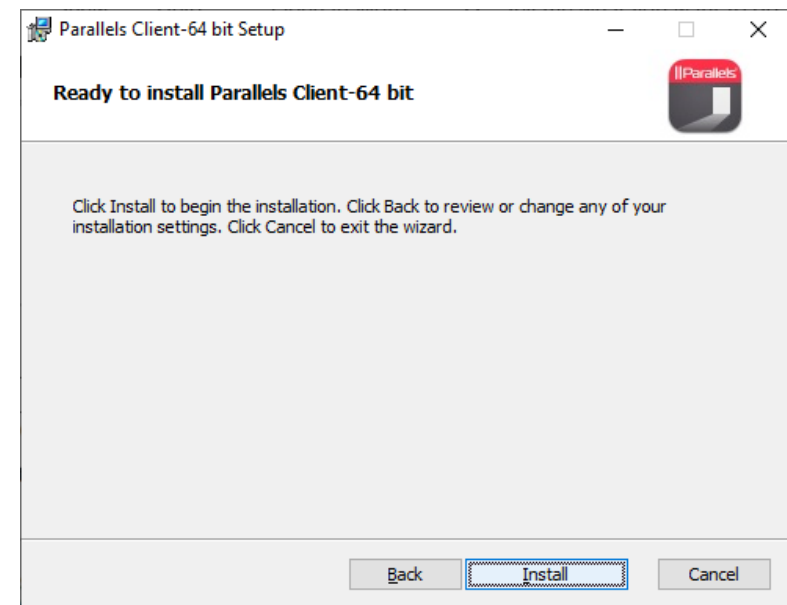 Parallels Client-64 bit Setup
||Parallels®
Ready to install Parallels Client-64 bit
Click Install to begin the installation. Click Back to review or change any of your
installation settings. Click Cancel to exit the wizard.
Back
Install
Cancel